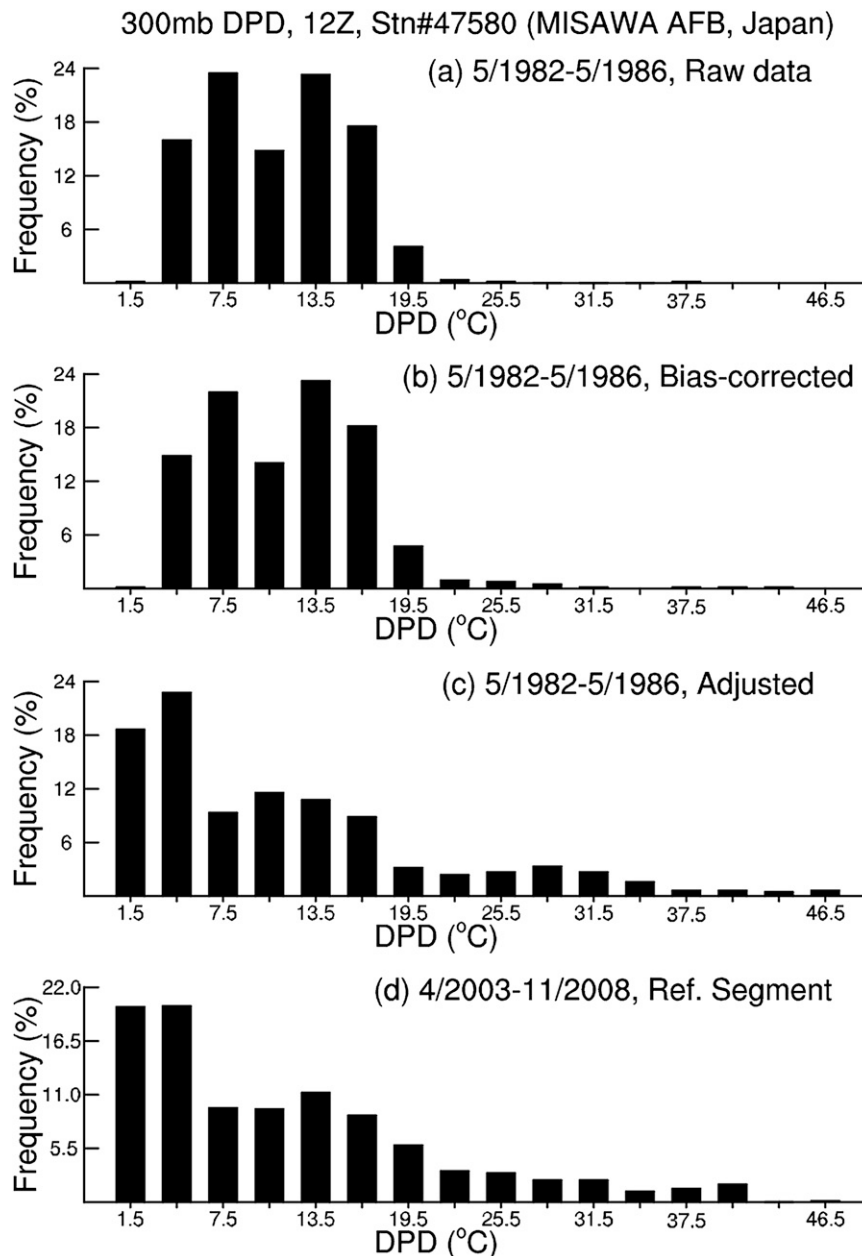 300mb DPD, 12Z, Stn#47580 (MISAWA AFB, Japan)
(a) 5/1982-5/1986, Raw data
Frequency (%)
24
18
12
6
1.5 7.5 13.5 19.5 25.5 31.5 37.5 46.5
DPD (°C)
(b) 5/1982-5/1986, Bias-corrected
Frequency (%)
24
18
12
6
1.5 7.5 13.5 19.5 25.5 31.5 37.5 46.5
DPD (°C)
(c) 5/1982-5/1986, Adjusted
Frequency (%)
24
18
12
6
1.5 7.5 13.5 19.5 25.5 31.5 37.5 46.5
DPD (°C)
(d) 4/2003-11/2008, Ref. Segment
Frequency (%)
22.0
16.5
11.0
5.5
1.5 7.5 13.5 19.5 25.5 31.5 37.5 46.5
DPD (°C)